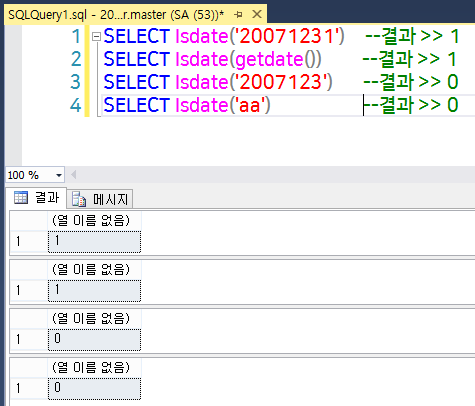 SQLQuery1.sql - 20...r.master (SA (53))*
1 SELECT Isdate('20071231') --결과 >> 1
2 SELECT Isdate(getdate()) --결과 >> 1
3 SELECT Isdate('2007123') --결과 >> 0
4 SELECT Isdate('aa') --결과 >> 0
100 %
결과 메시지
(열 이름 없음)
1 1
(열 이름 없음)
1 1
(열 이름 없음)
1 0
(열 이름 없음)
1 0